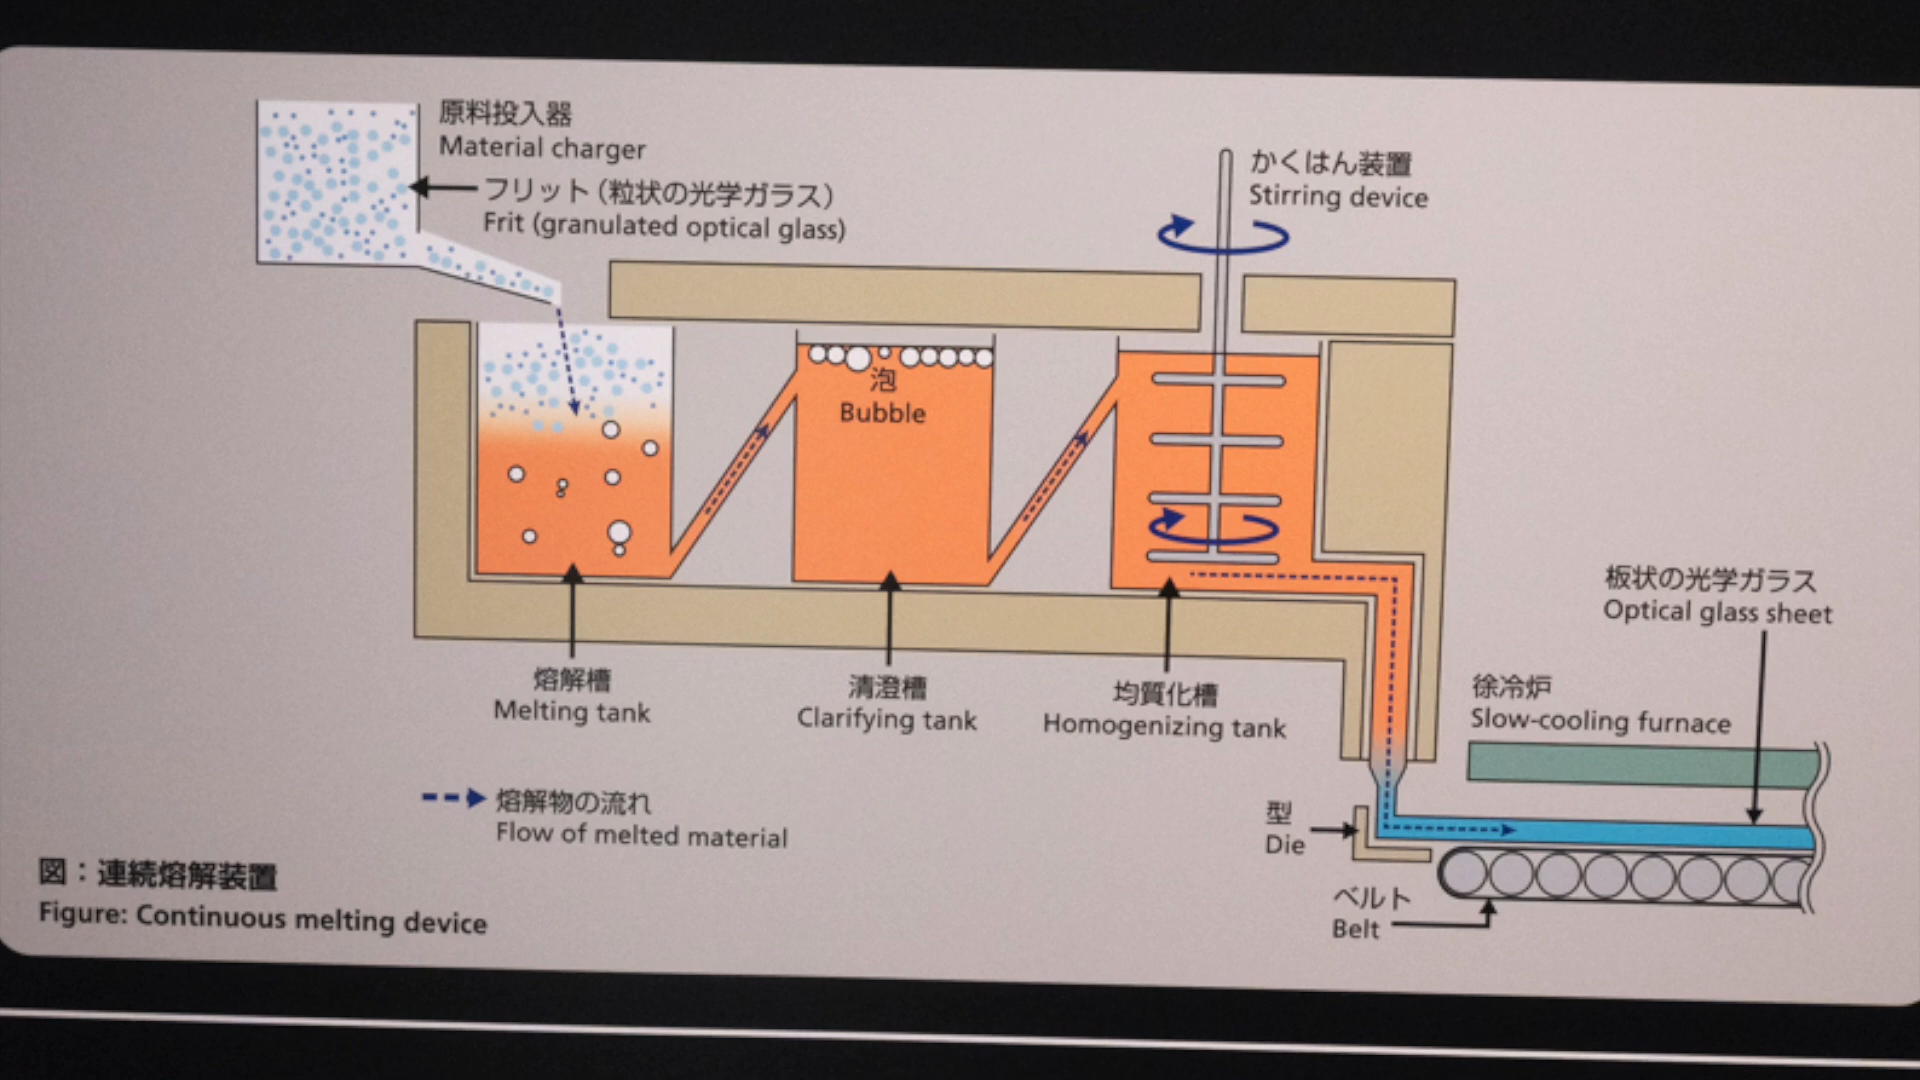 原料投入器
Material charger
フリット（粒状の光学ガラス）
Frit (granulated optical glass)
かくはん装置
Stirring device
泡
Bubble
熔解槽
Melting tank
清澄槽
Clarifying tank
均質化槽
Homogenizing tank
板状の光学ガラス
Optical glass sheet
徐冷炉
Slow-cooling furnace
熔解物の流れ
Flow of melted material
型
Die
ベルト
Belt
図：連続熔解装置
Figure: Continuous melting device